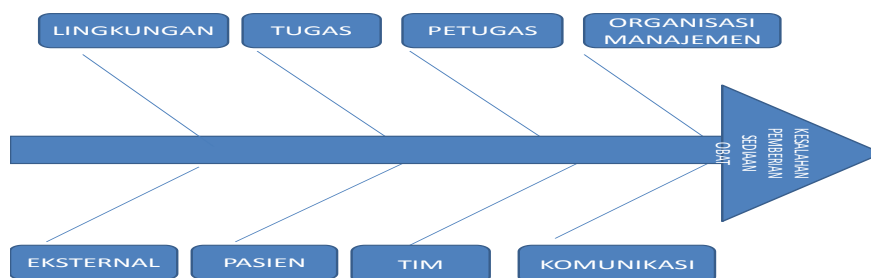 LINGKUNGAN
TUGAS
PETUGAS
ORGANISASI
MANAJEMEN
KESALAHAN
PEMBERIAN
SEDIAAN
OBAT
EKSTERNAL
PASIEN
TIM
KOMUNIKASI